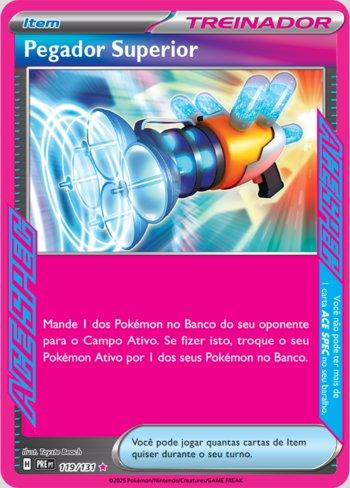 Item
TREINADOR
Pegador Superior
ACE SPEC
ACE SPEC
Você não pode ter mais de
1 carta ACE SPEC no seu baralho.
Mande 1 dos Pokémon no Banco do seu oponente
para o Campo Ativo. Se fizer isto, troque o seu
Pokémon Ativo por 1 dos seus Pokémon no Banco.
Ilust. Toyste Beach
H PRE PT 119/131
Você pode jogar quantas cartas de Item
quiser durante o seu turno.
©2025 Pokémon/Nintendo/Creatures/GAME FREAK